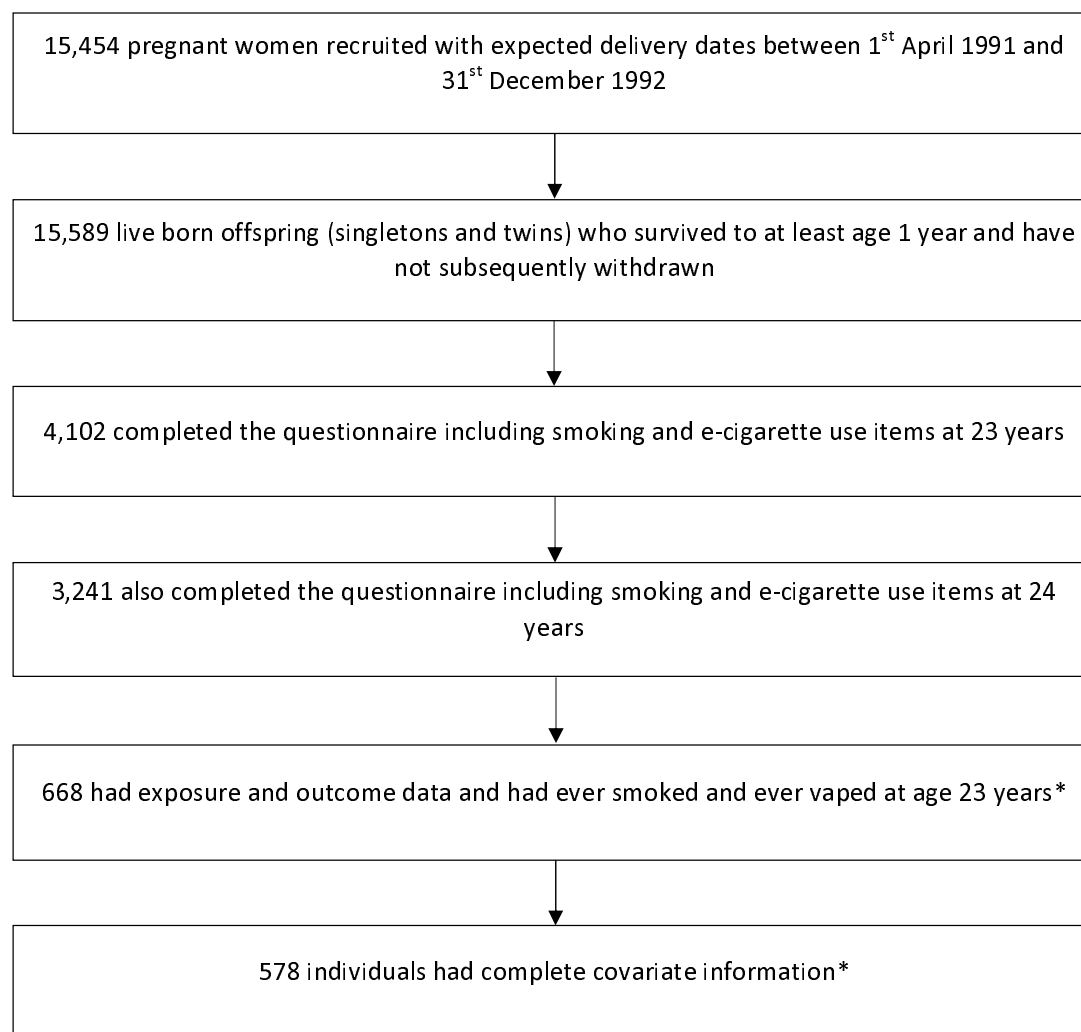 15,454 pregnant women recruited with expected delivery dates between 1st April 1991 and
31st December 1992
15,589 live born offspring (singletons and twins) who survived to at least age 1 year and have
not subsequently withdrawn
4,102 completed the questionnaire including smoking and e-cigarette use items at 23 years
3,241 also completed the questionnaire including smoking and e-cigarette use items at 24
years
668 had exposure and outcome data and had ever smoked and ever vaped at age 23 years*
578 individuals had complete covariate information*